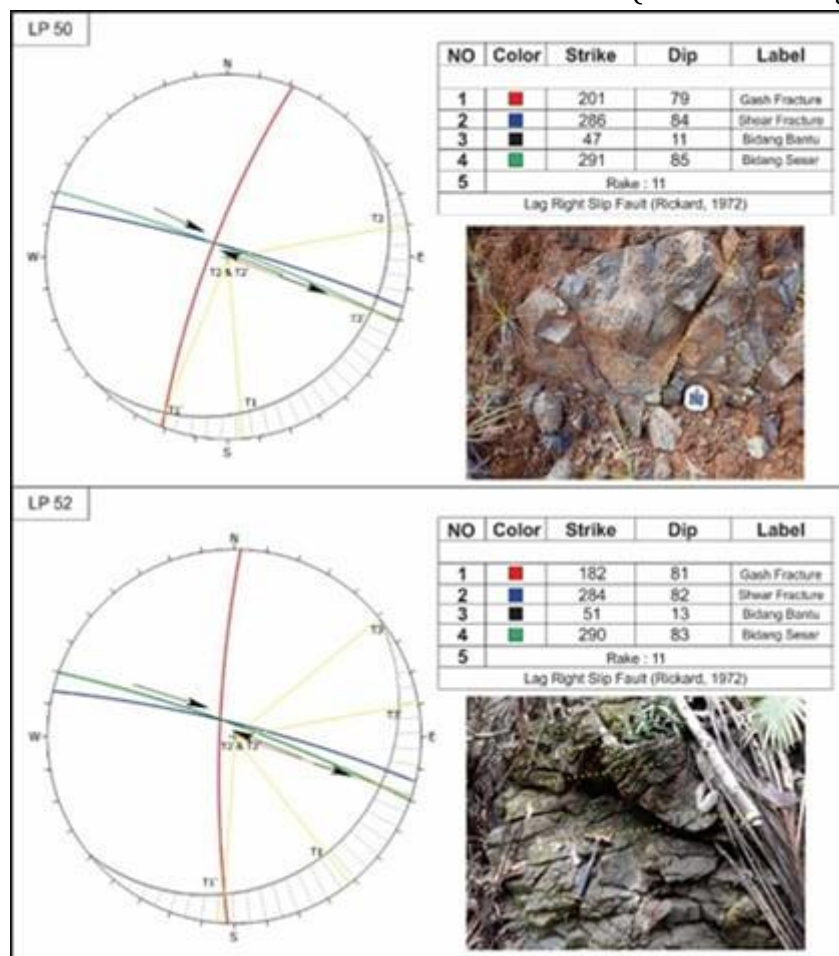 LP 50
N
W
E
S
T2
T2 & T2'
T3'
T1'
T1
NO Color Strike Dip Label
1 201 79 Gash Fracture
2 286 84 Shear Fracture
3 47 11 Bidang Bantu
4 291 85 Bidang Sesar
5 Rake : 11
Lag Right Slip Fault (Rickard, 1972)
LP 52
N
W
E
S
T3
T2 & T2'
T1'
NO Color Strike Dip Label
1 182 81 Gash Fracture
2 284 82 Shear Fracture
3 51 13 Bidang Bantu
4 290 83 Bidang Sesar
5 Rake : 11
Lag Right Slip Fault (Rickard, 1972)